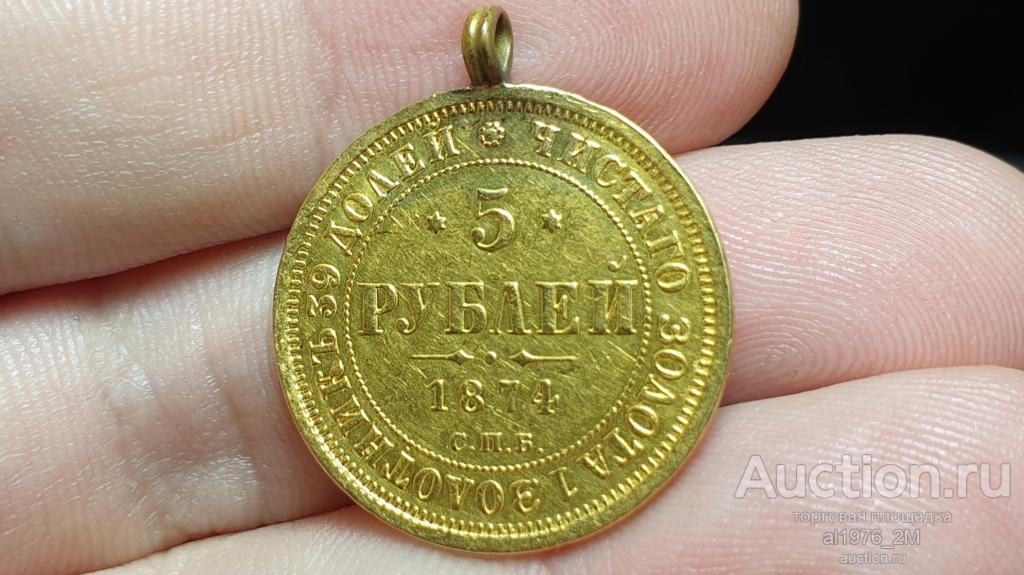 ✵ ЧИСТАГО ЗОЛОТА 1 ЗОЛОТНИКЪ 39 ДОЛЕЙ
* 5 *
РУБЛЕЙ
1874
С.П.Б.
Auction.ru
торговая площадка
al1976_2M
auction.ru